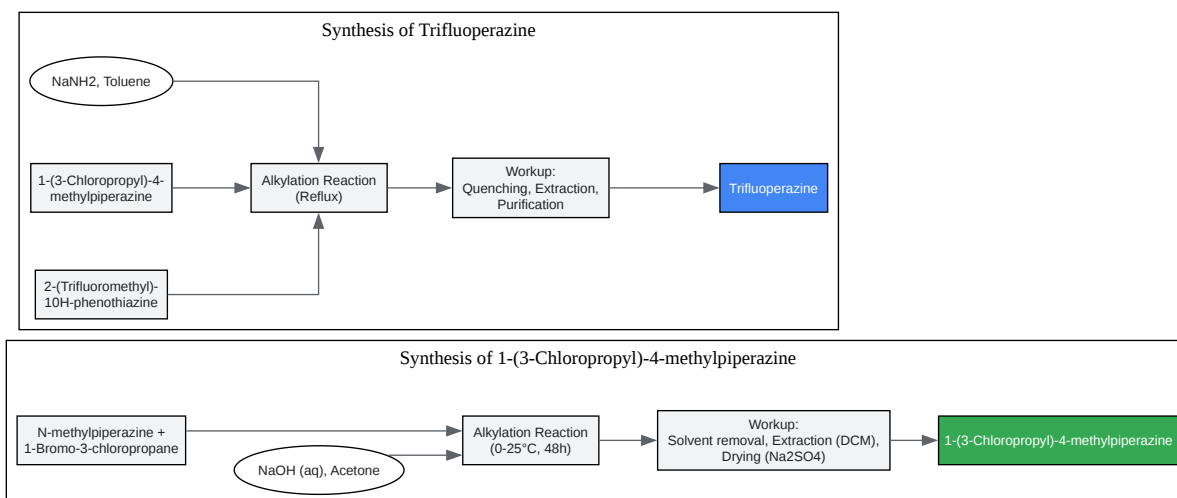 Synthesis of Trifluoperazine
NaNH2, Toluene
1-(3-Chloropropyl)-4-
methylpiperazine
Alkylation Reaction
(Reflux)
Workup:
Quenching, Extraction,
Purification
Trifluoperazine
2-(Trifluoromethyl)-
10H-phenothiazine
Synthesis of 1-(3-Chloropropyl)-4-methylpiperazine
N-methylpiperazine +
1-Bromo-3-chloropropane
NaOH (aq), Acetone
Alkylation Reaction
(0-25°C, 48h)
Workup:
Solvent removal, Extraction (DCM),
Drying (Na2SO4)
1-(3-Chloropropyl)-4-methylpiperazine